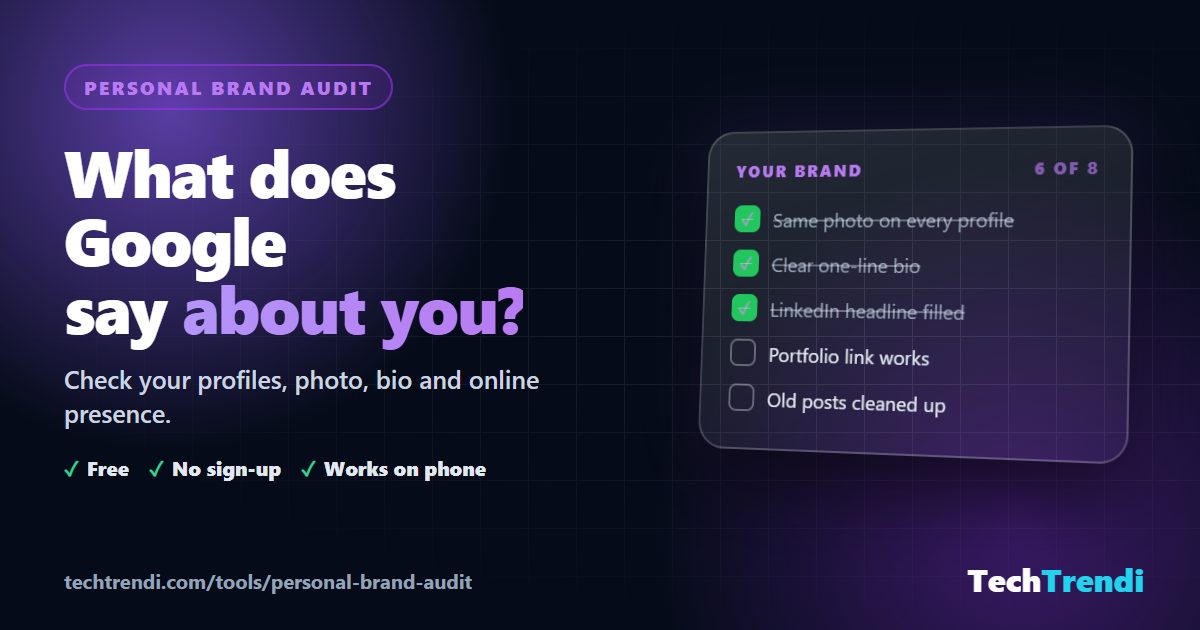 PERSONAL BRAND AUDIT
What does
Google
say about you?
Check your profiles, photo, bio and online
presence.
✓ Free ✓ No sign-up ✓ Works on phone
techtrendi.com/tools/personal-brand-audit
YOUR BRAND 6 OF 8
✓ Same photo on every profile
✓ Clear one-line bio
✓ LinkedIn headline filled
Portfolio link works
Old posts cleaned up
TechTrendi